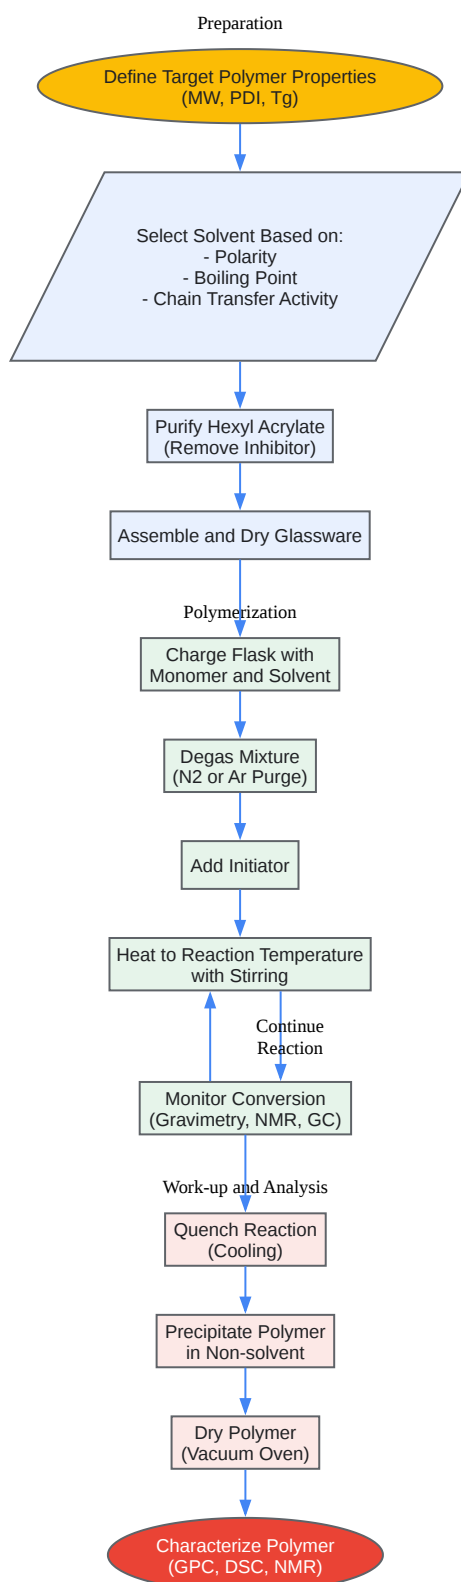 Preparation
Define Target Polymer Properties
(MW, PDI, Tg)
Select Solvent Based on:
- Polarity
- Boiling Point
- Chain Transfer Activity
Purify Hexyl Acrylate
(Remove Inhibitor)
Assemble and Dry Glassware
Polymerization
Charge Flask with
Monomer and Solvent
Degas Mixture
(N2 or Ar Purge)
Add Initiator
Heat to Reaction Temperature
with Stirring
Continue
Reaction
Monitor Conversion
(Gravimetry, NMR, GC)
Work-up and Analysis
Quench Reaction
(Cooling)
Precipitate Polymer
in Non-solvent
Dry Polymer
(Vacuum Oven)
Characterize Polymer
(GPC, DSC, NMR)